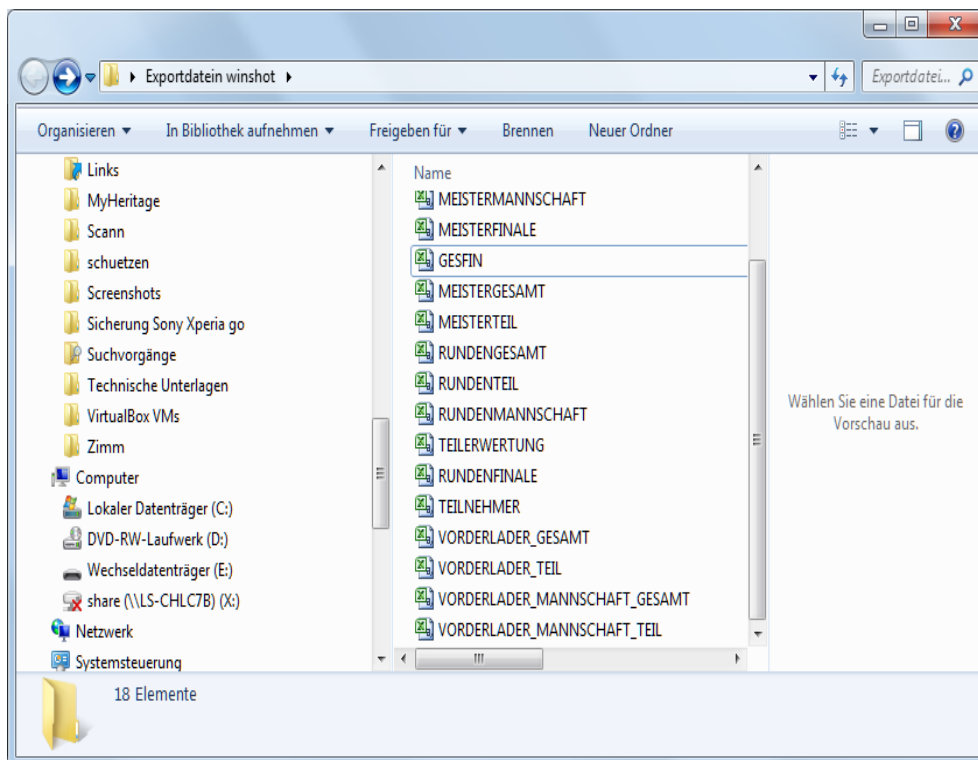 Exportdatein winshot
Exportdatei...
Organisieren
In Bibliothek aufnehmen
Freigeben für
Brennen
Neuer Ordner
Links
MyHeritage
Scann
schuetzen
Screenshots
Sicherung Sony Xperia go
Suchvorgänge
Technische Unterlagen
VirtualBox VMs
Zimm
Computer
Lokaler Datenträger (C:)
DVD-RW-Laufwerk (D:)
Wechseldatenträger (E:)
share (\\LS-CHLC7B) (X:)
Netzwerk
Systemsteuerung
Name
MEISTERMANNSCHAFT
MEISTERFINALE
GESFIN
MEISTERGESAMT
MEISTERTEIL
RUNDENGESAMT
RUNDENTEIL
RUNDENMANNSCHAFT
TEILERWERTUNG
RUNDENFINALE
TEILNEHMER
VORDERLADER_GESAMT
VORDERLADER_TEIL
VORDERLADER_MANNSCHAFT_GESAMT
VORDERLADER_MANNSCHAFT_TEIL
Wählen Sie eine Datei für die
Vorschau aus.
18 Elemente